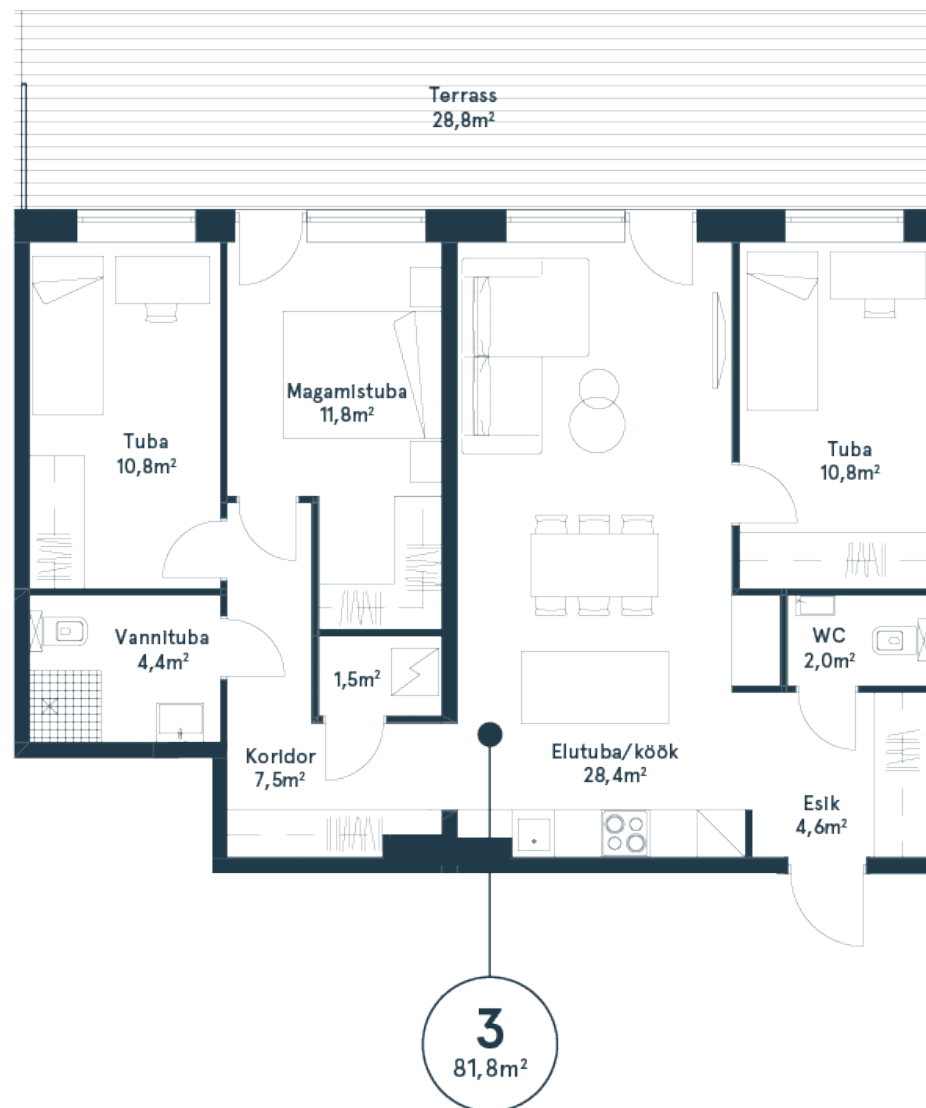 Terrass
28,8m²
Magamistuba
11,8m²
Tuba
10,8m²
Tuba
10,8m²
Vannituba
4,4m²
1,5m²
WC
2,0m²
Koridor
7,5m²
Elutuba/köök
28,4m²
Esik
4,6m²
3
81,8m²